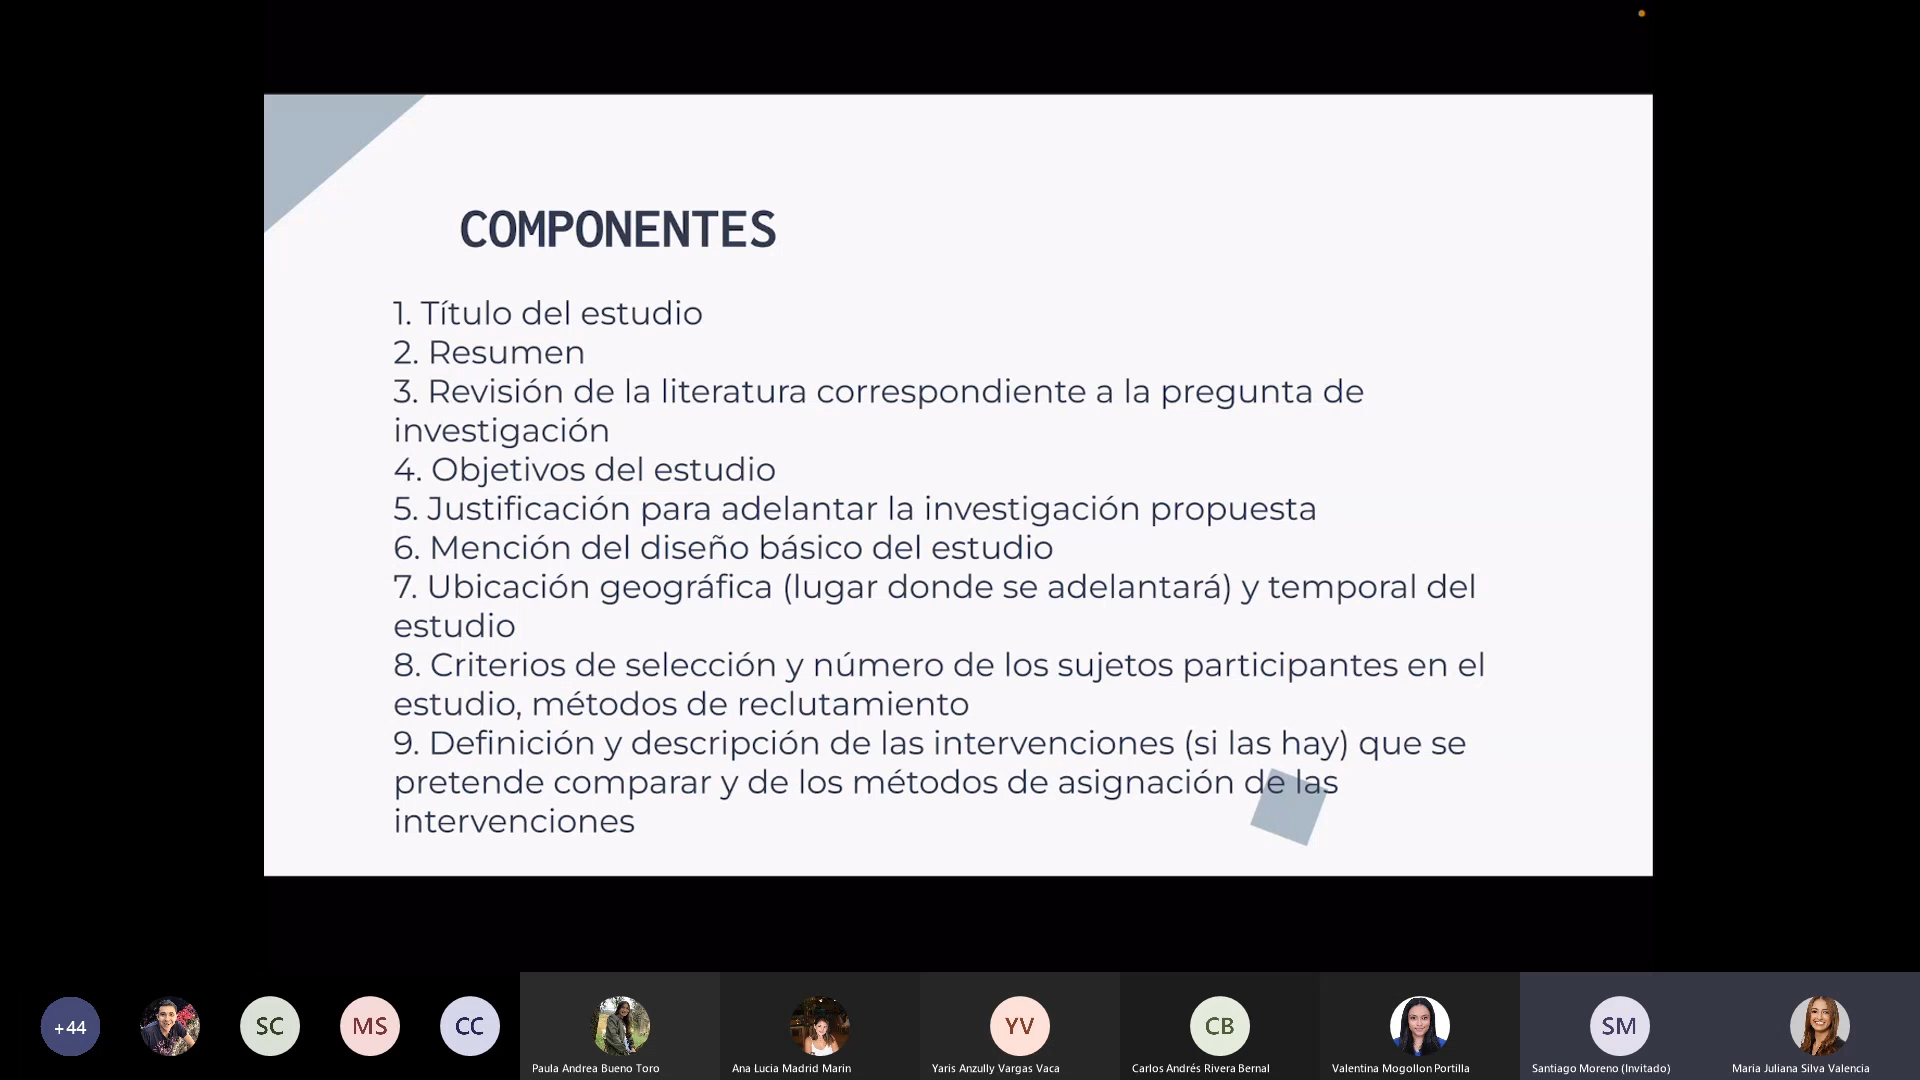 COMPONENTES
1. Título del estudio
2. Resumen
3. Revisión de la literatura correspondiente a la pregunta de
investigación
4. Objetivos del estudio
5. Justificación para adelantar la investigación propuesta
6. Mención del diseño básico del estudio
7. Ubicación geográfica (lugar donde se adelantará) y temporal del
estudio
8. Criterios de selección y número de los sujetos participantes en el
estudio, métodos de reclutamiento
9. Definición y descripción de las intervenciones (si las hay) que se
pretende comparar y de los métodos de asignación de las
intervenciones
+44
SC
MS
CC
YV
CB
SM
Paula Andrea Bueno Toro
Ana Lucia Madrid Marin
Yaris Anzully Vargas Vaca
Carlos Andrés Rivera Bernal
Valentina Mogollon Portilla
Santiago Moreno (Invitado)
Maria Juliana Silva Valencia